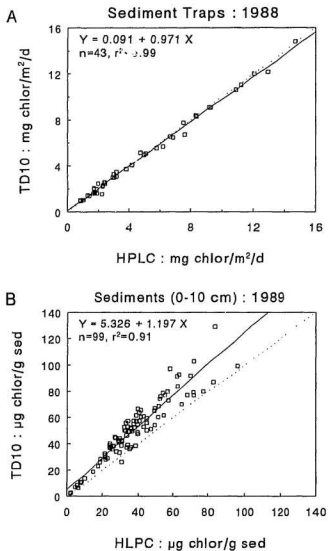 A
Sediment Traps : 1988
Y = 0.091 + 0.971 X
n=43, r²=.99
TD10 : mg chlor/m²/d
16
12
8
4
0
0 4 8 12 16
HPLC : mg chlor/m²/d
B
Sediments (0-10 cm) : 1989
Y = 5.326 + 1.197 X
n=99, r²=0.91
TD10 : µg chlor/g sed
140
120
100
80
60
40
20
0
0 20 40 60 80 100 120 140
HLPC : µg chlor/g sed